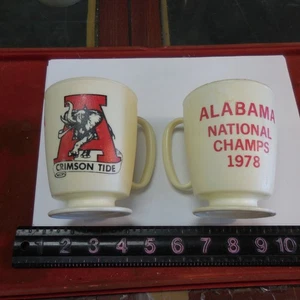 A
CRIMSON TIDE
ALABAMA
NATIONAL
CHAMPS
1978
1 2 3 4 5 6 7 8 9 10